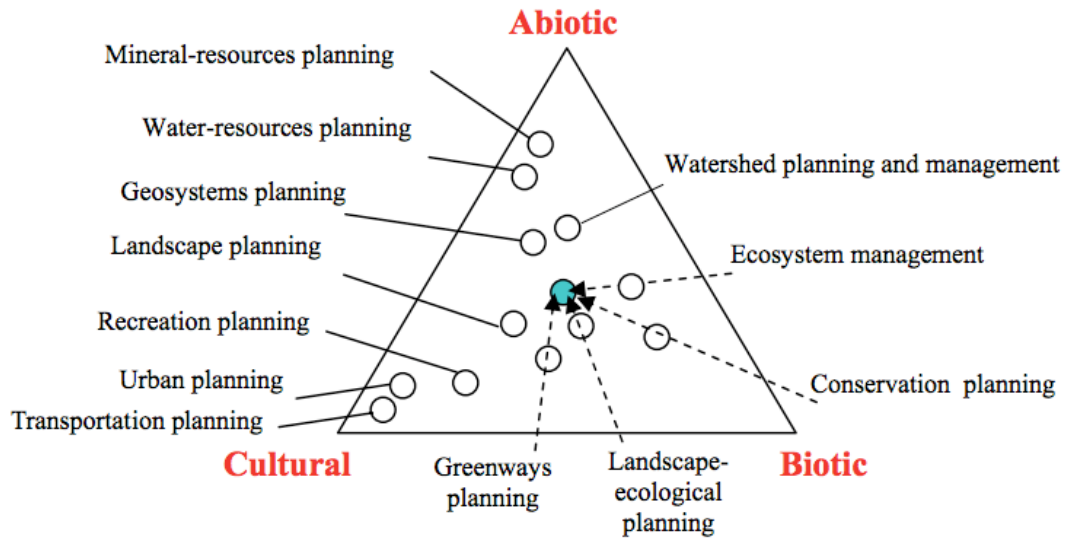 Abiotic
Mineral-resources planning
Water-resources planning
Watershed planning and management
Geosystems planning
Landscape planning
Ecosystem management
Recreation planning
Urban planning
Conservation planning
Transportation planning
Cultural
Greenways
planning
Landscape-
ecological
planning
Biotic